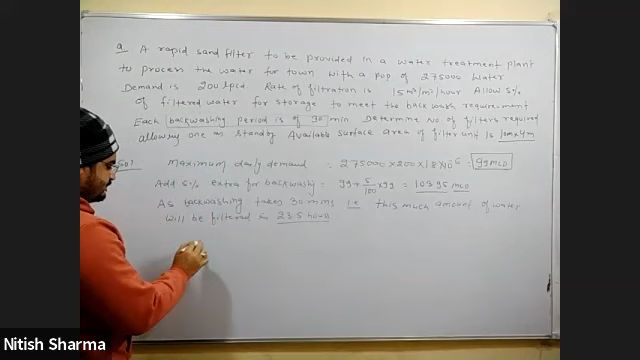 Q. A rapid sand filter to be provided in a water treatment plant
to process the water for town with a pop of 275000 Water
Demand is 200 lpcd. Rate of filtration is 15m³/m²/hour Allow 5%
of filtered water for storage to meet the backwash requirement
Each backwashing period is of 30 min Determine No of filters required
allowing one as standby Available surface area of filter unit is 10m x 4m
Sol Maximum daily demand = 275000 x 200 x 1.8 x 10⁻⁶ = 99 MLD
Add 5% extra for backwashg = 99 + 5/100 x 99 = 103.95 MLD
As backwashing takes 30 mins i.e this much amount of water
will be filtered in 23.5 hours
Nitish Sharma